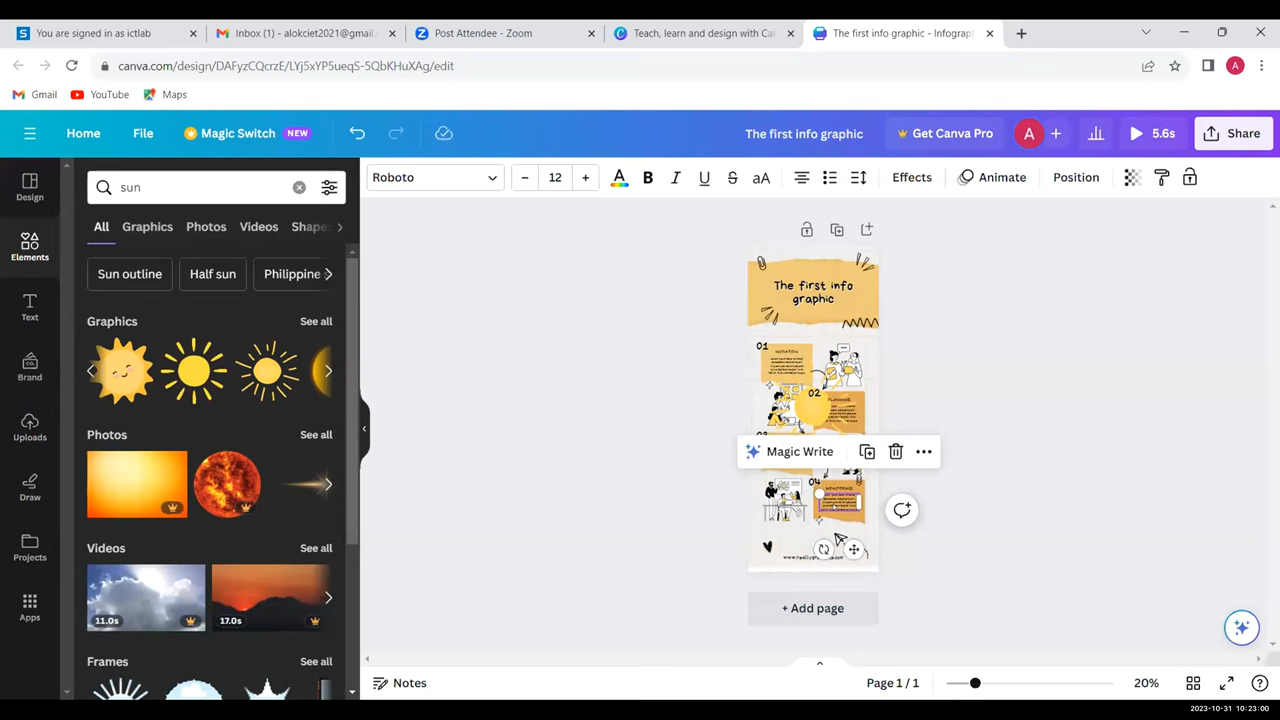 You are signed in as ictlab
Inbox (1) - alokciet2021@gmail.
Post Attendee - Zoom
Teach, learn and design with Ca
The first info graphic - Infograp
canva.com/design/DAFyzCQcrzE/LYj5xYP5ueqS-5QbKHuXAg/edit
A
Gmail
YouTube
Maps
Home
File
Magic Switch
NEW
The first info graphic
Get Canva Pro
A
5.6s
Share
Design
Elements
Text
Brand
Uploads
Draw
Projects
Apps
sun
All
Graphics
Photos
Videos
Shape
Sun outline
Half sun
Philippine
Graphics
See all
Photos
See all
Videos
See all
11.0s
17.0s
Frames
See all
Roboto
12
A
B
I
U
S
aA
Effects
Animate
Position
The first info
graphic
01
INITIATION
02
PLANNING
Magic Write
04
MONITORING
+ Add page
Notes
Page 1 / 1
20%
2023-10-31 10:23:00